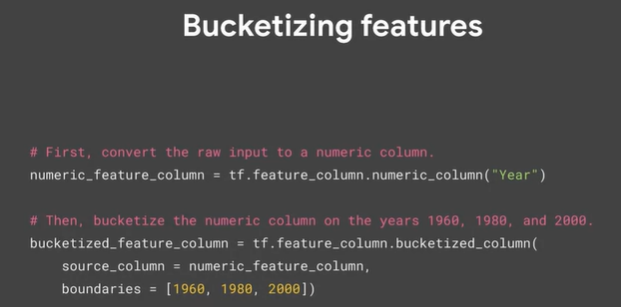 Bucketizing features
# First, convert the raw input to a numeric column.
numeric_feature_column = tf.feature_column.numeric_column("Year")
# Then, bucketize the numeric column on the years 1960, 1980, and 2000.
bucketized_feature_column = tf.feature_column.bucketized_column(
source_column = numeric_feature_column,
boundaries = [1960, 1980, 2000])